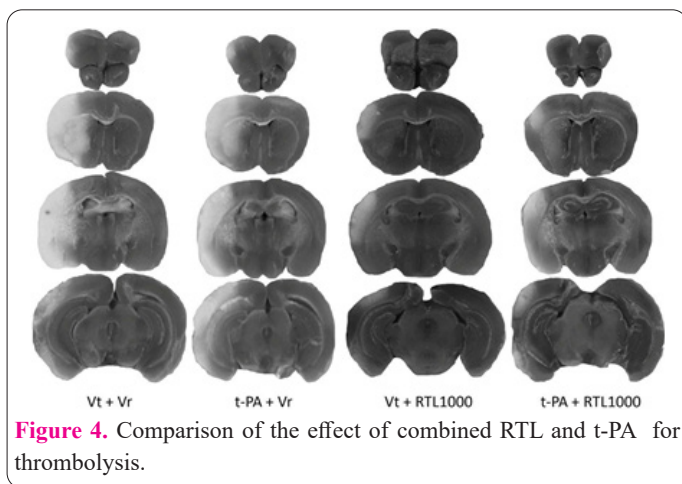 Vt + Vr
t-PA + Vr
Vt + RTL1000
t-PA + RTL1000
Figure 4. Comparison of the effect of combined RTL and t-PA for
thrombolysis.